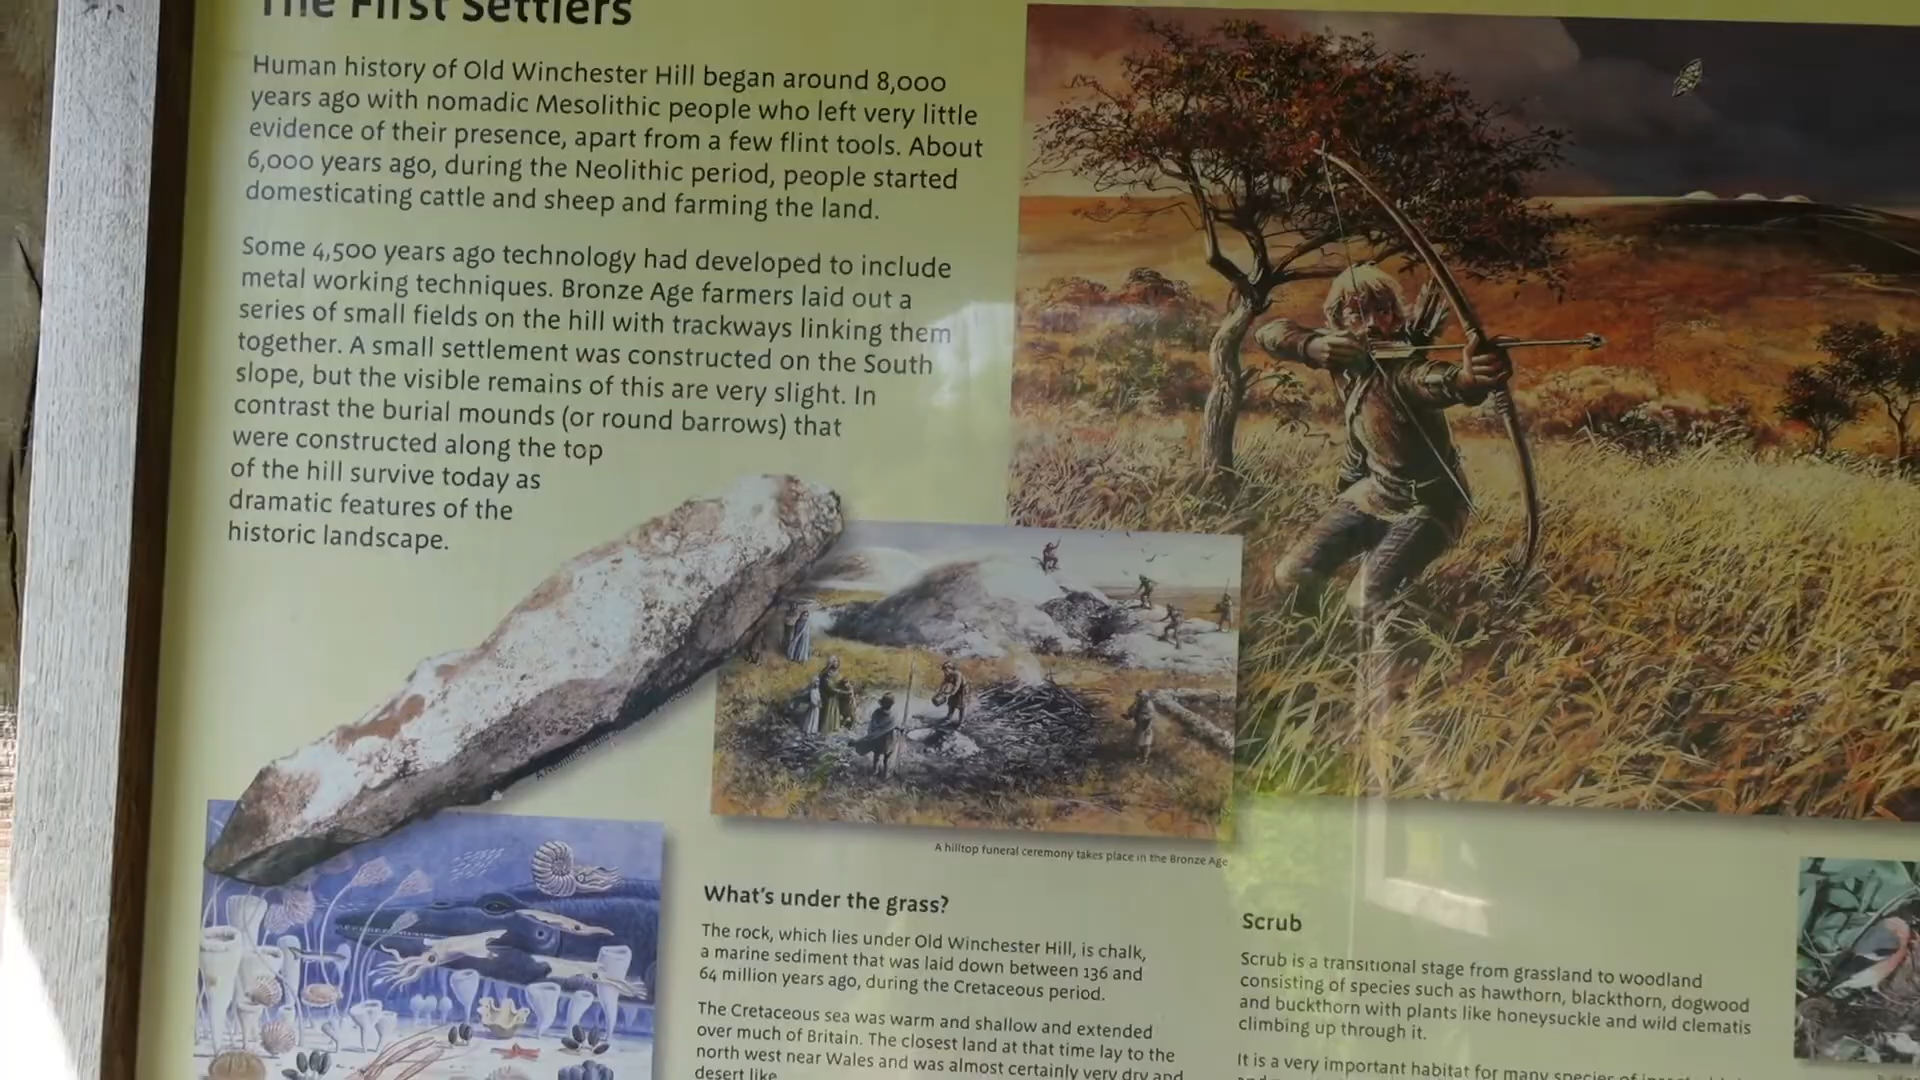 The First Settlers
Human history of Old Winchester Hill began around 8,000
years ago with nomadic Mesolithic people who left very little
evidence of their presence, apart from a few flint tools. About
6,000 years ago, during the Neolithic period, people started
domesticating cattle and sheep and farming the land.
Some 4,500 years ago technology had developed to include
metal working techniques. Bronze Age farmers laid out a
series of small fields on the hill with trackways linking them
together. A small settlement was constructed on the South
slope, but the visible remains of this are very slight. In
contrast the burial mounds (or round barrows) that
were constructed along the top
of the hill survive today as
dramatic features of the
historic landscape.
A hilltop funeral ceremony takes place in the Bronze Age
What's under the grass?
The rock, which lies under Old Winchester Hill, is chalk,
a marine sediment that was laid down between 136 and
64 million years ago, during the Cretaceous period.
The Cretaceous sea was warm and shallow and extended
over much of Britain. The closest land at that time lay to the
north west near Wales and was almost certainly very dry and
desert like
Scrub
Scrub is a transitional stage from grassland to woodland
consisting of species such as hawthorn, blackthorn, dogwood
and buckthorn with plants like honeysuckle and wild clematis
climbing up through it.
It is a very important habitat for many species of